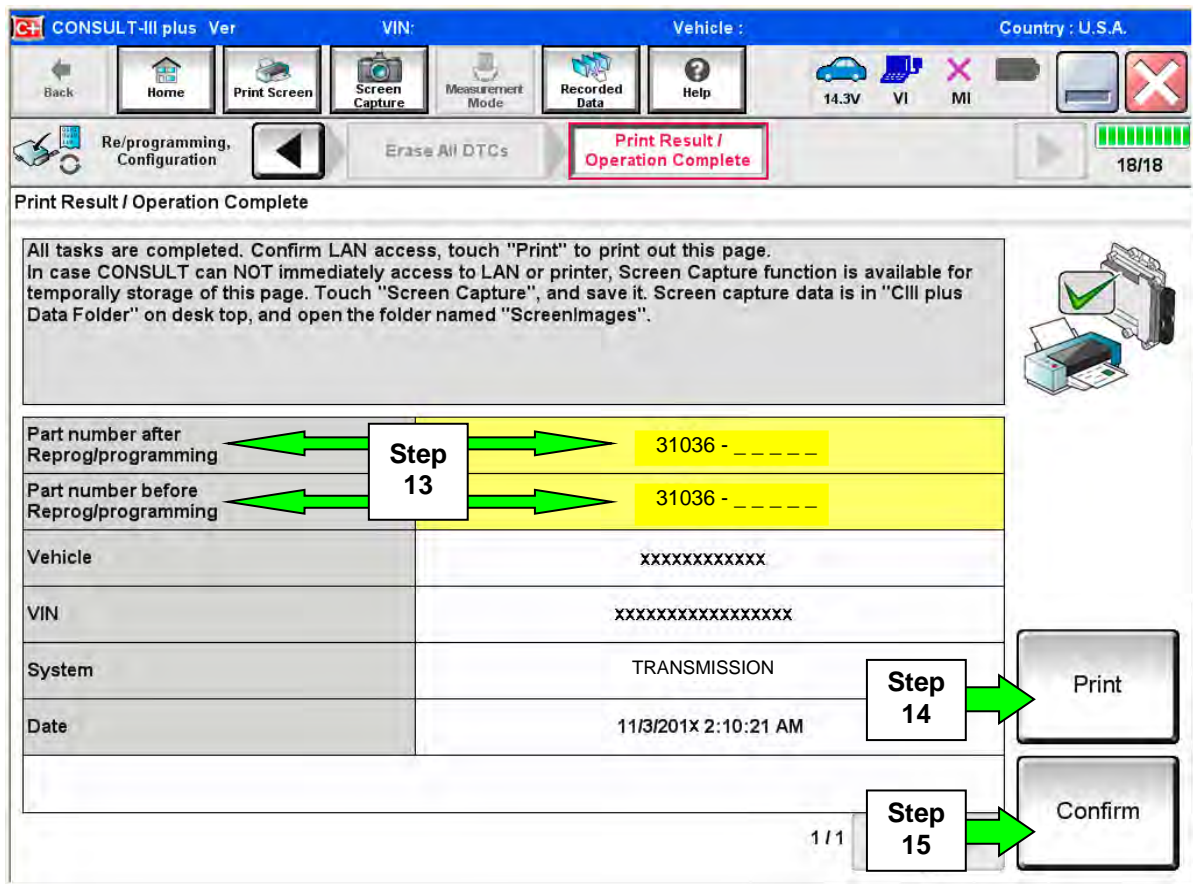 C+ CONSULT-III plus Ver VIN: Vehicle : Country : U.S.A.
Back Home Print Screen Screen Capture Measurement Mode Recorded Data Help 14.3V VI MI
Re/programming, Configuration Erase All DTCs Print Result / Operation Complete 18/18
Print Result / Operation Complete
All tasks are completed. Confirm LAN access, touch "Print" to print out this page.
In case CONSULT can NOT immediately access to LAN or printer, Screen Capture function is available for
temporally storage of this page. Touch "Screen Capture", and save it. Screen capture data is in "CIII plus
Data Folder" on desk top, and open the folder named "ScreenImages".
Part number after
Reprog/programming
31036 - _ _ _ _ _
Step
13
Part number before
Reprog/programming
31036 - _ _ _ _ _
Vehicle xxxxxxxxxxxx
VIN xxxxxxxxxxxxxxxxx
System TRANSMISSION
Date 11/3/201X 2:10:21 AM
Step
14
Print
1/1
Step
15
Confirm